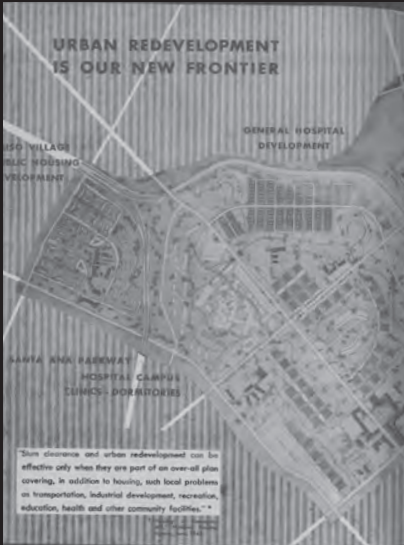 URBAN REDEVELOPMENT
IS OUR NEW FRONTIER
GENERAL HOSPITAL
DEVELOPMENT
VILLAGE
HOUSING
SANTA ANA PARKWAY
HOSPITAL CAMPUS
CLINICS - DORMITORIES
"Slum clearance and urban redevelopment can be
effective only when they are part of an over-all plan
covering, in addition to housing, such local problems
as transportation, industrial development, recreation,
education, health and other community facilities."*